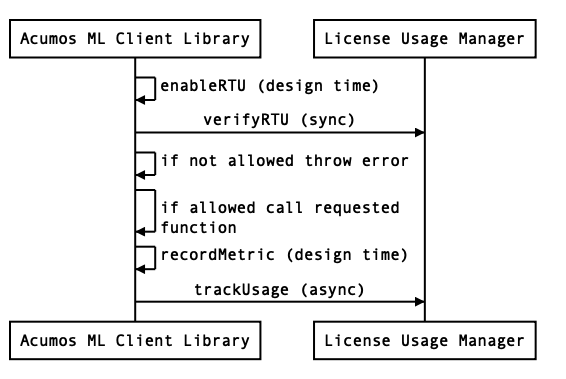 Acumos ML Client Library
License Usage Manager
enableRTU (design time)
verifyRTU (sync)
if not allowed throw error
if allowed call requested
function
recordMetric (design time)
trackUsage (async)
Acumos ML Client Library
License Usage Manager